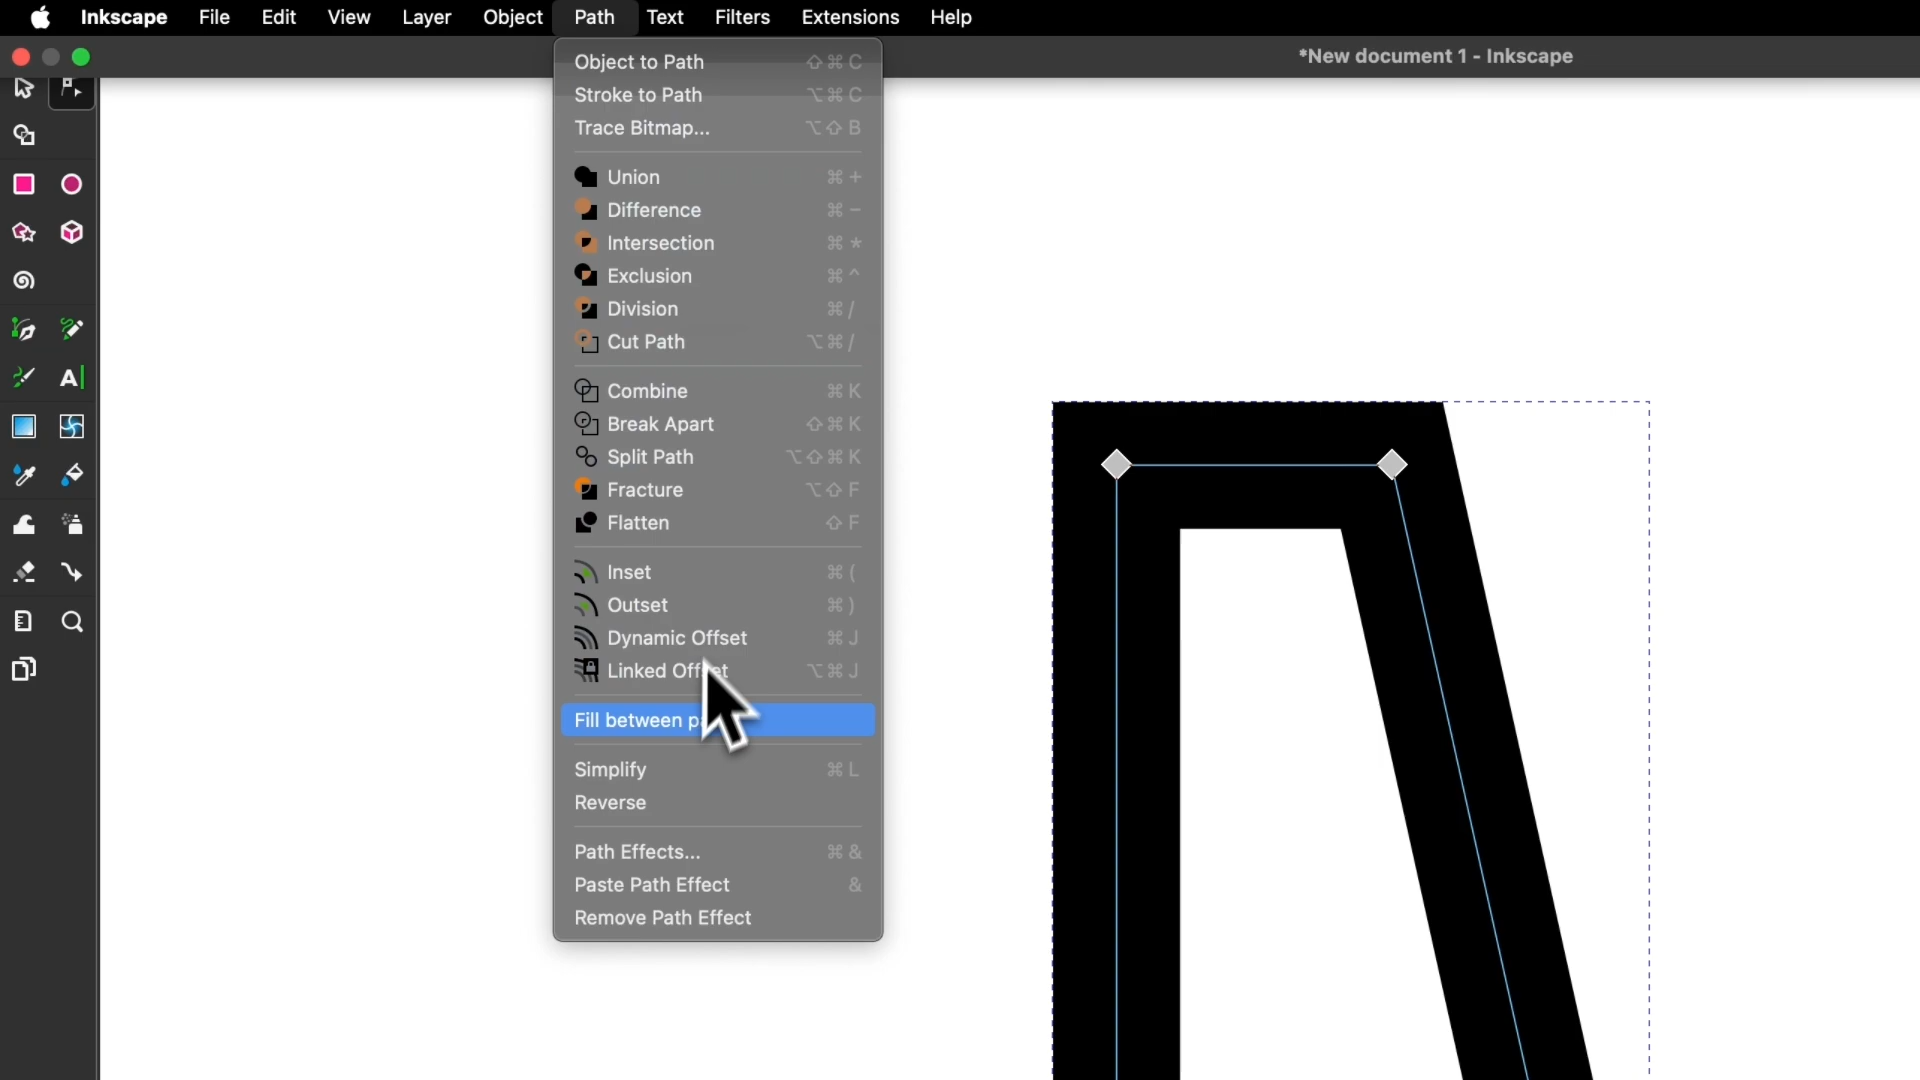 Inkscape File Edit View Layer Object Path Text Filters Extensions Help
*New document 1 - Inkscape
Object to Path ⇧⌘C
Stroke to Path ⌥⌘C
Trace Bitmap... ⌥⇧B
Union ⌘+
Difference ⌘-
Intersection ⌘*
Exclusion ⌘^
Division ⌘/
Cut Path ⌥⌘/
Combine ⌘K
Break Apart ⇧⌘K
Split Path ⌥⇧⌘K
Fracture ⌥⇧F
Flatten ⇧F
Inset ⌘(
Outset ⌘)
Dynamic Offset ⌘J
Linked Offset ⌥⌘J
Fill between
Simplify ⌘L
Reverse
Path Effects... ⌘&
Paste Path Effect &
Remove Path Effect